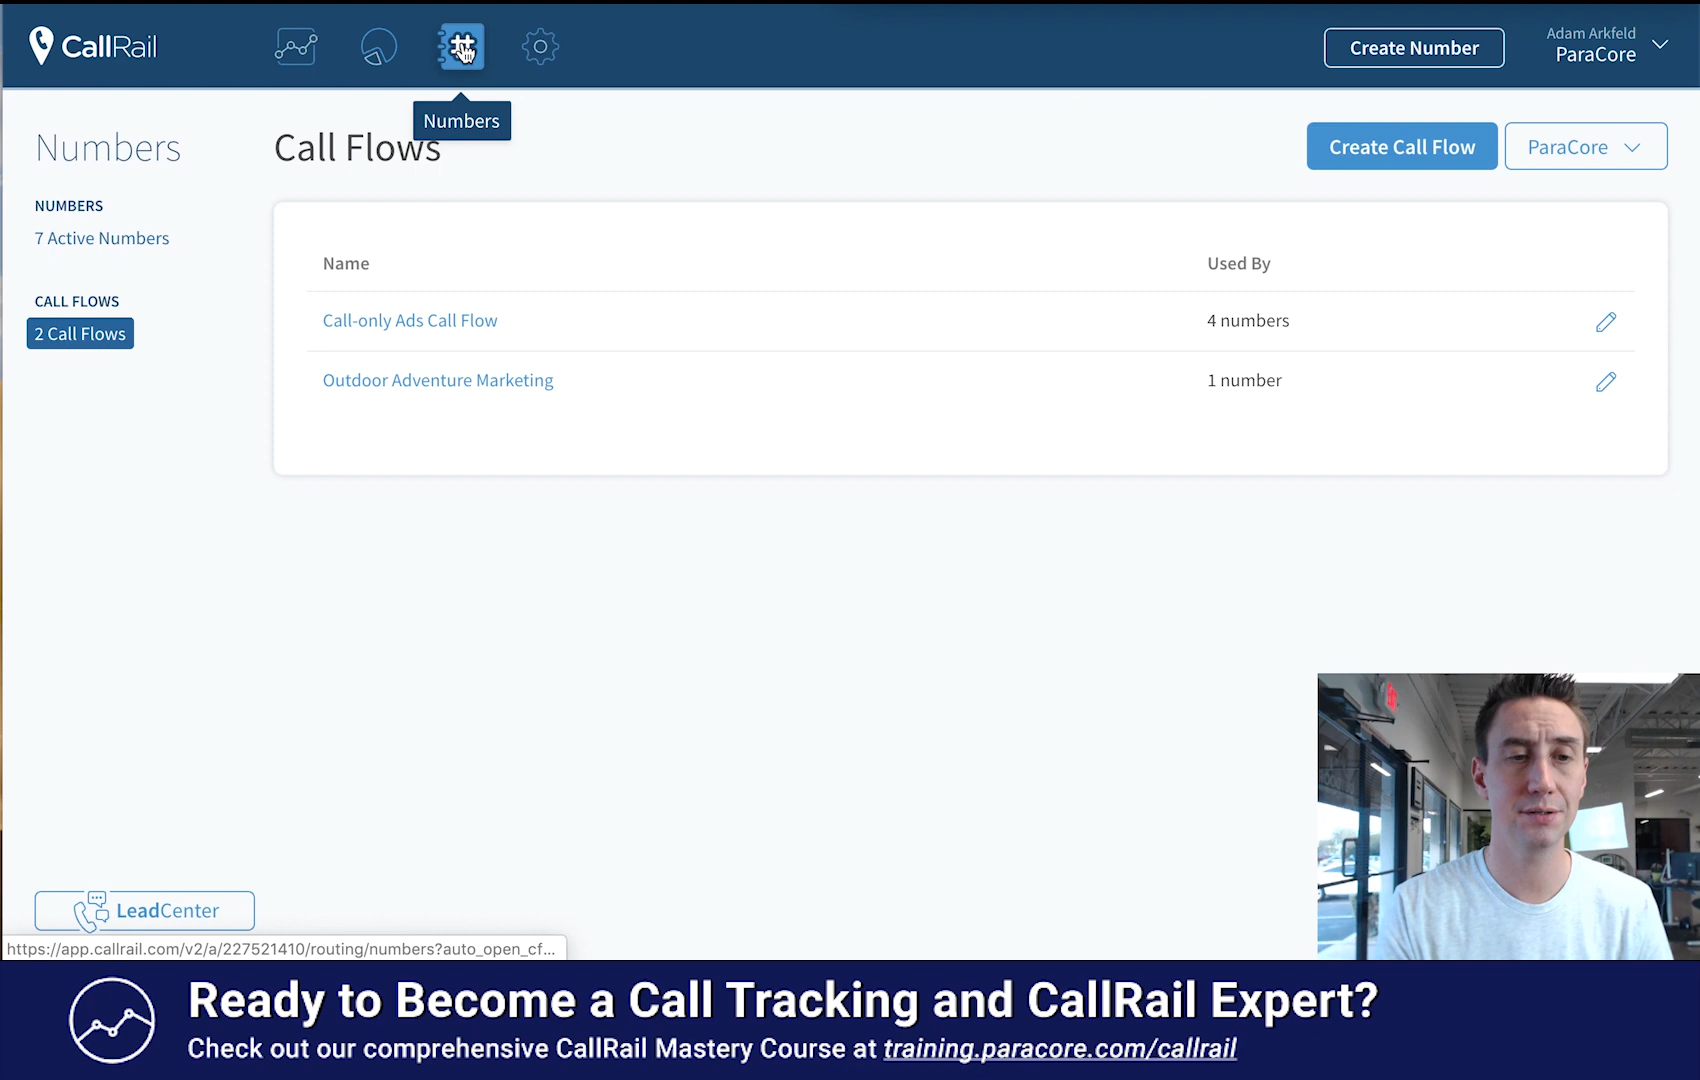 CallRail
Create Number
Adam Arkfeld
ParaCore
Numbers
Numbers
Call Flows
Create Call Flow
ParaCore
NUMBERS
7 Active Numbers
CALL FLOWS
2 Call Flows
Name
Used By
Call-only Ads Call Flow
4 numbers
Outdoor Adventure Marketing
1 number
LeadCenter
https://app.callrail.com/v2/a/227521410/routing/numbers?auto_open_cf...
Ready to Become a Call Tracking and CallRail Expert?
Check out our comprehensive CallRail Mastery Course at training.paracore.com/callrail